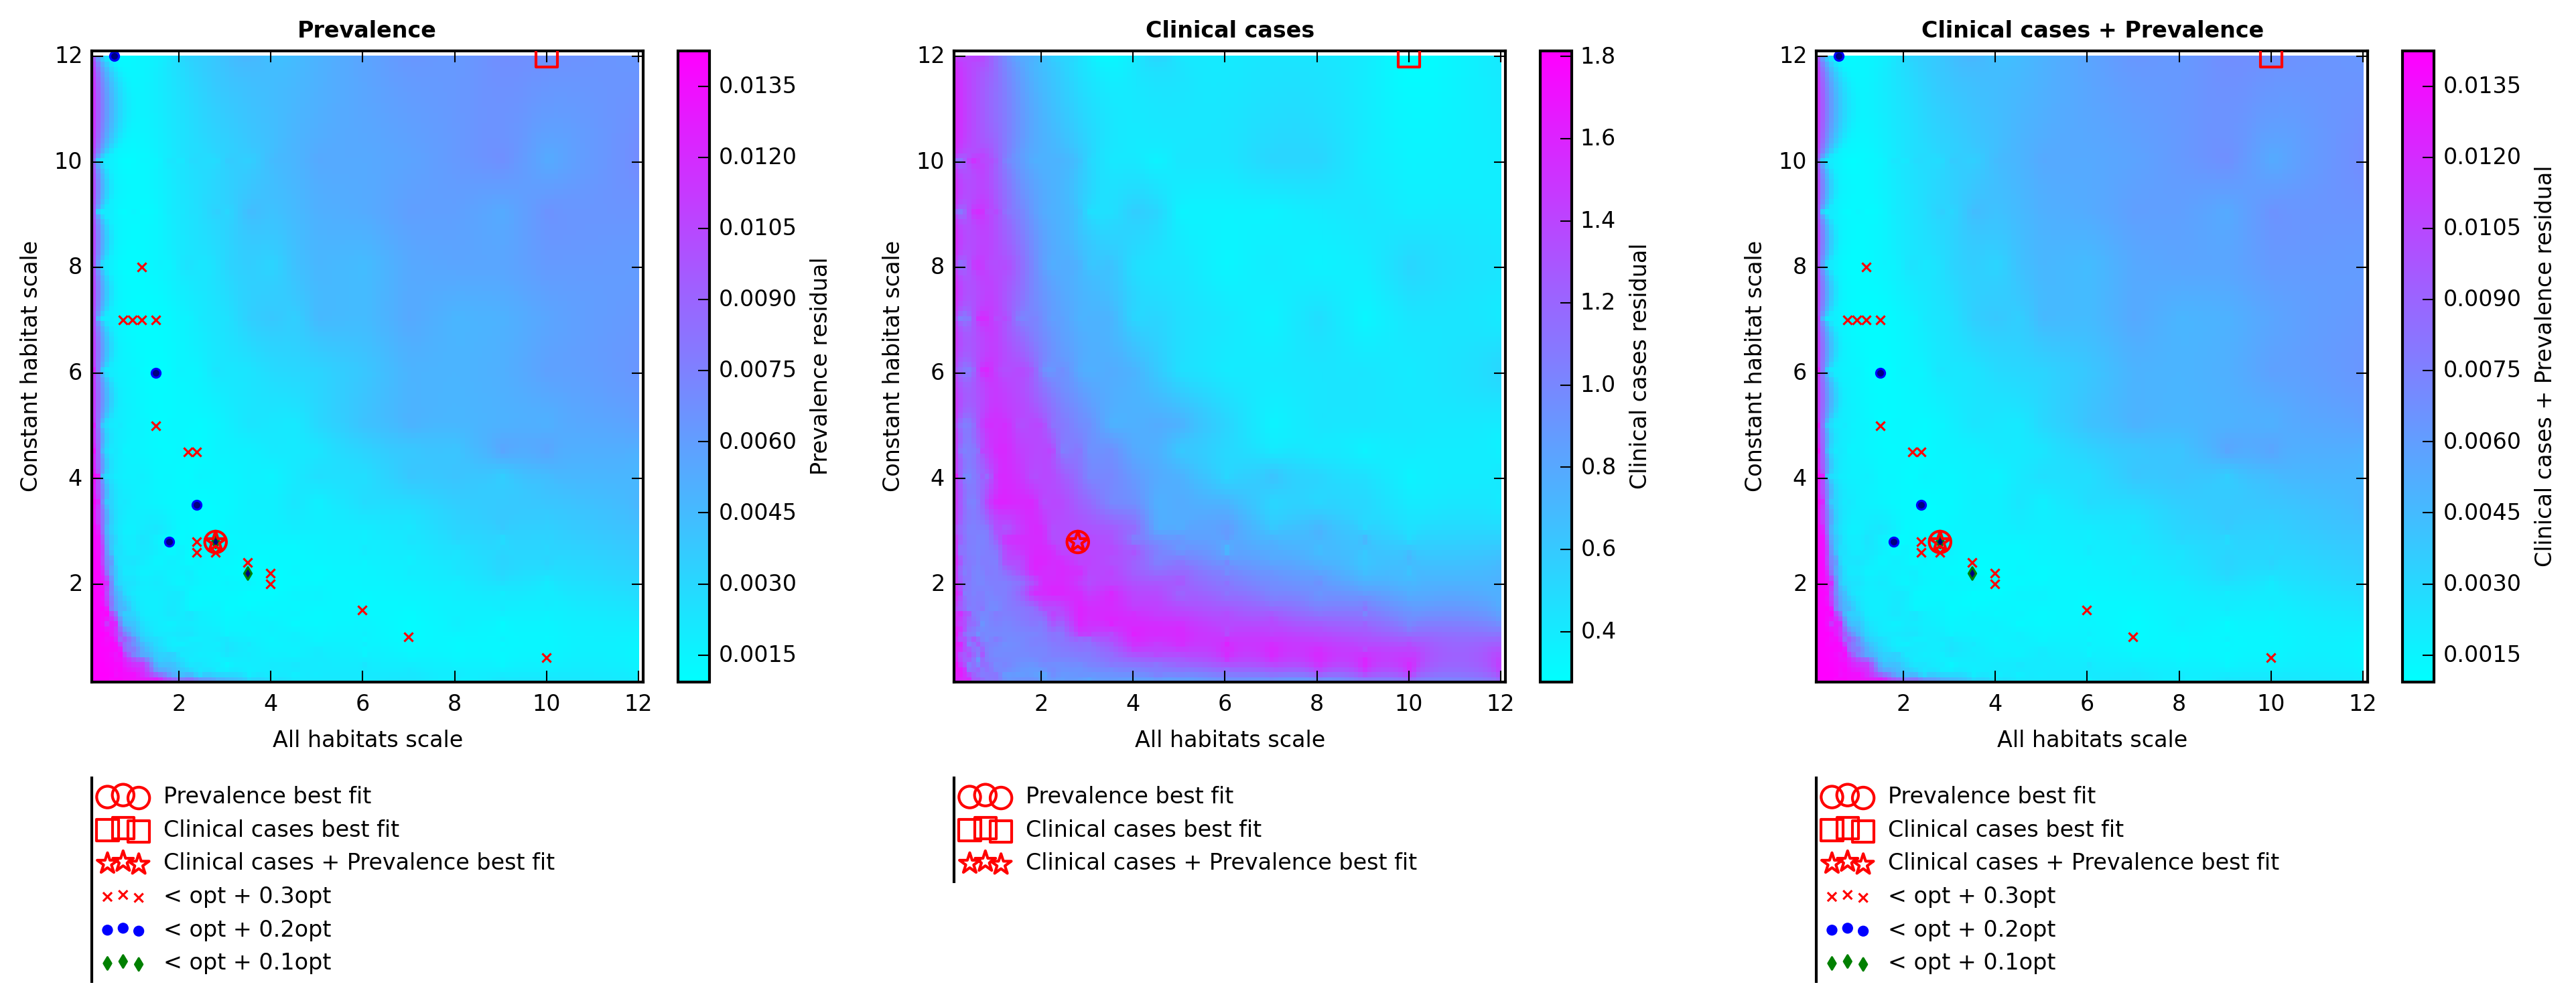 Prevalence
Constant habitat scale
12
10
8
6
4
2
2 4 6 8 10 12
All habitats scale
0.0135
0.0120
0.0105
0.0090
0.0075
0.0060
0.0045
0.0030
0.0015
Prevalence residual
Prevalence best fit
Clinical cases best fit
Clinical cases + Prevalence best fit
< opt + 0.3opt
< opt + 0.2opt
< opt + 0.1opt
Clinical cases
Constant habitat scale
12
10
8
6
4
2
2 4 6 8 10 12
All habitats scale
1.8
1.6
1.4
1.2
1.0
0.8
0.6
0.4
Clinical cases residual
Prevalence best fit
Clinical cases best fit
Clinical cases + Prevalence best fit
Clinical cases + Prevalence
Constant habitat scale
12
10
8
6
4
2
2 4 6 8 10 12
All habitats scale
0.0135
0.0120
0.0105
0.0090
0.0075
0.0060
0.0045
0.0030
0.0015
Clinical cases + Prevalence residual
Prevalence best fit
Clinical cases best fit
Clinical cases + Prevalence best fit
< opt + 0.3opt
< opt + 0.2opt
< opt + 0.1opt